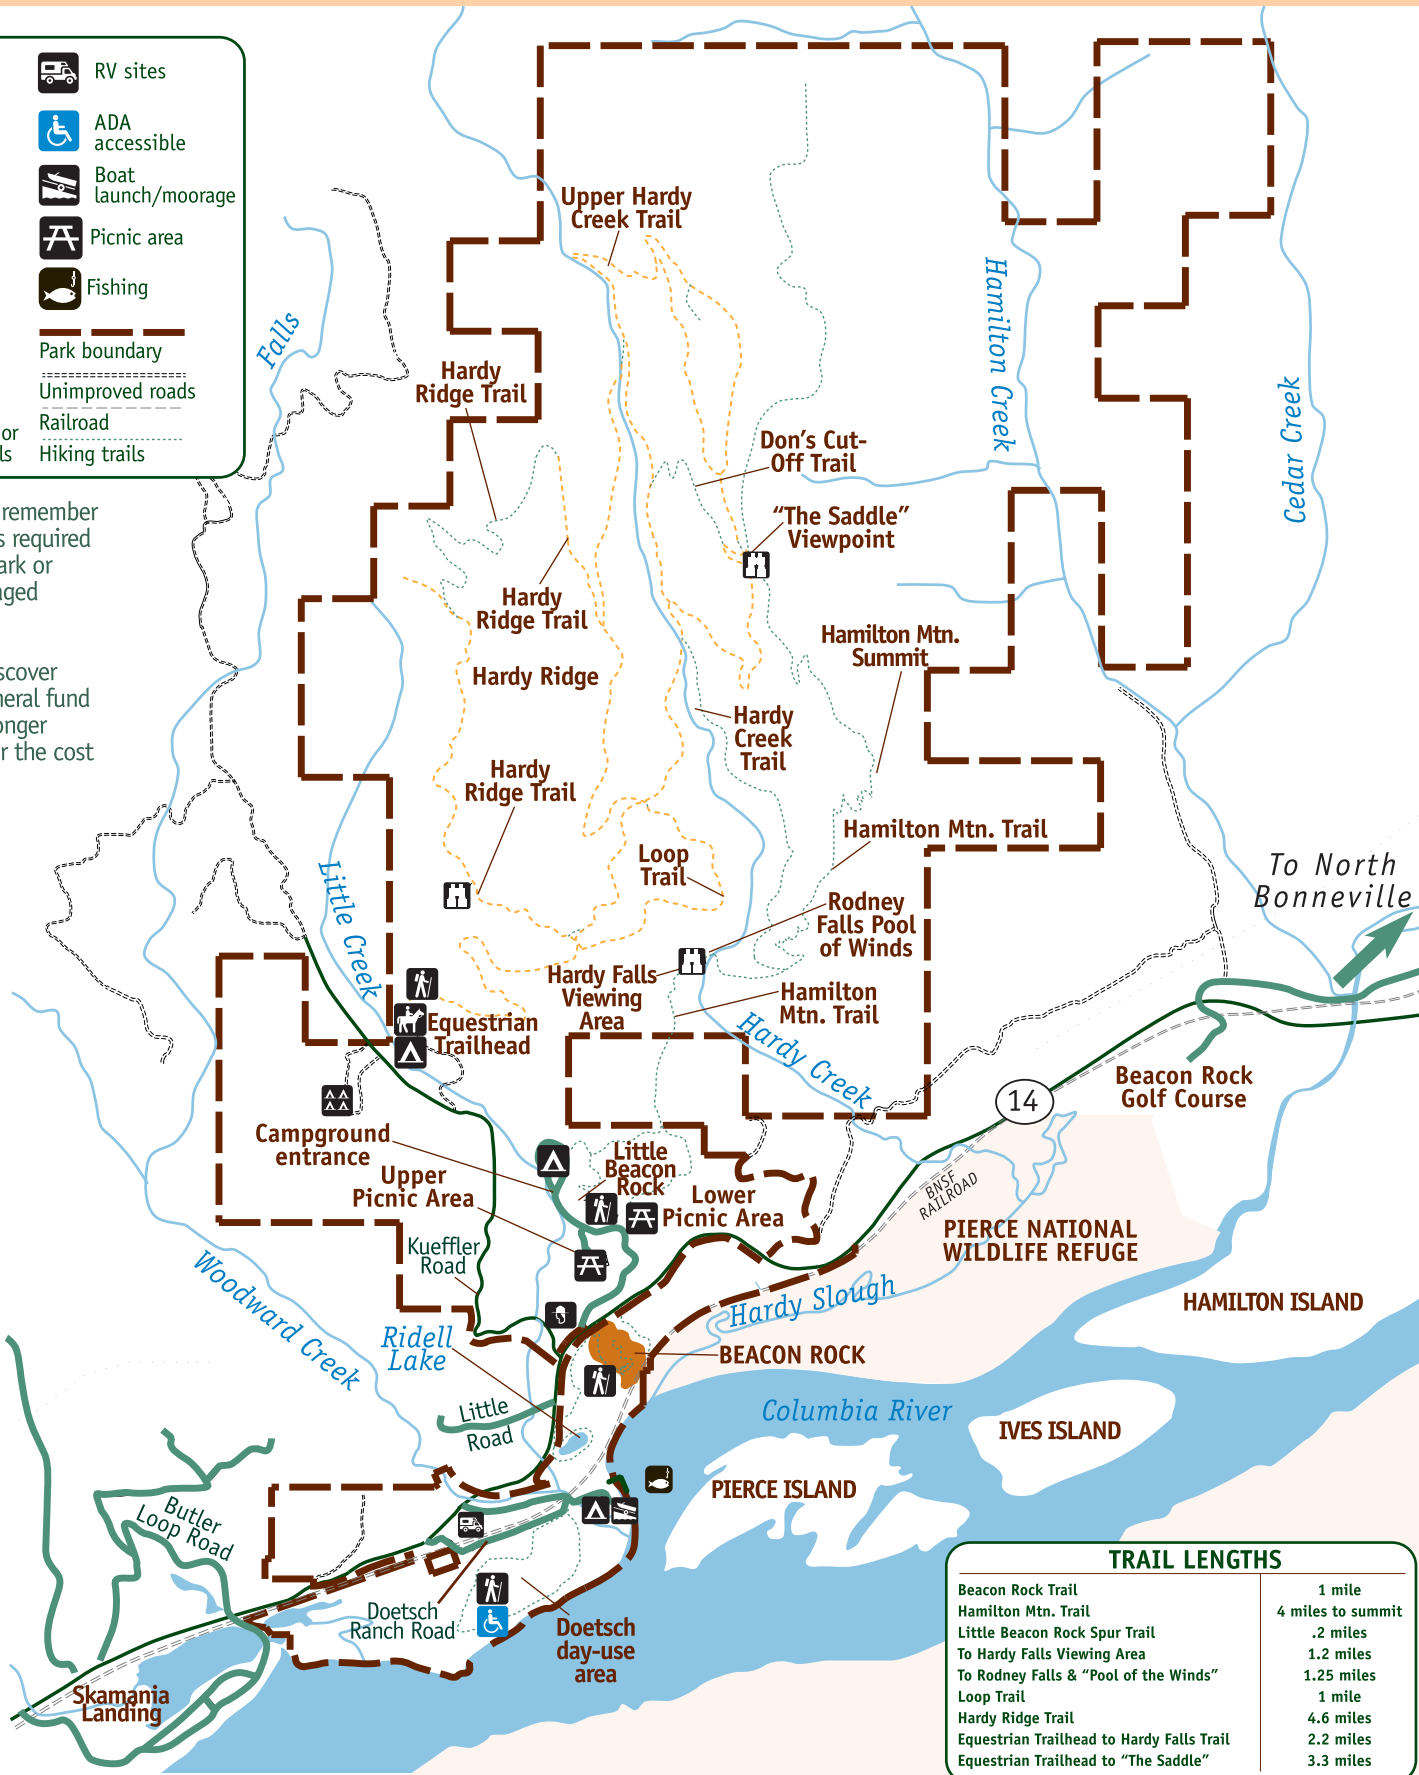 RV sites
ADA
accessible
Boat
launch/moorage
Picnic area
Fishing
Park boundary
Unimproved roads
Railroad
or
ls
Hiking trails
remember
s required
ark or
aged
scover
neral fund
onger
r the cost
Falls
Upper Hardy
Creek Trail
Hardy
Ridge Trail
Hamilton Creek
Cedar Creek
Don's Cut-
Off Trail
“The Saddle”
Viewpoint
Hardy
Ridge Trail
Hardy Ridge
Hamilton Mtn.
Summit
Hardy
Creek
Trail
Hardy
Ridge Trail
Hamilton Mtn. Trail
Loop
Trail
To North
Bonneville
Little Creek
Rodney
Falls Pool
of Winds
Hardy Falls
Viewing
Area
Hamilton
Mtn. Trail
Equestrian
Trailhead
Hardy Creek
14
Beacon Rock
Golf Course
Campground
entrance
Upper
Picnic Area
Little
Beacon
Rock
Lower
Picnic Area
BNSF
RAILROAD
PIERCE NATIONAL
WILDLIFE REFUGE
Kueffler
Road
Woodward Creek
Hardy Slough
HAMILTON ISLAND
Ridell
Lake
BEACON ROCK
Little
Road
Columbia River
IVES ISLAND
PIERCE ISLAND
Butler
Loop Road
Doetsch
Ranch Road
Doetsch
day-use
area
Skamania
Landing
TRAIL LENGTHS
Beacon Rock Trail 1 mile
Hamilton Mtn. Trail 4 miles to summit
Little Beacon Rock Spur Trail .2 miles
To Hardy Falls Viewing Area 1.2 miles
To Rodney Falls & “Pool of the Winds” 1.25 miles
Loop Trail 1 mile
Hardy Ridge Trail 4.6 miles
Equestrian Trailhead to Hardy Falls Trail 2.2 miles
Equestrian Trailhead to “The Saddle” 3.3 miles